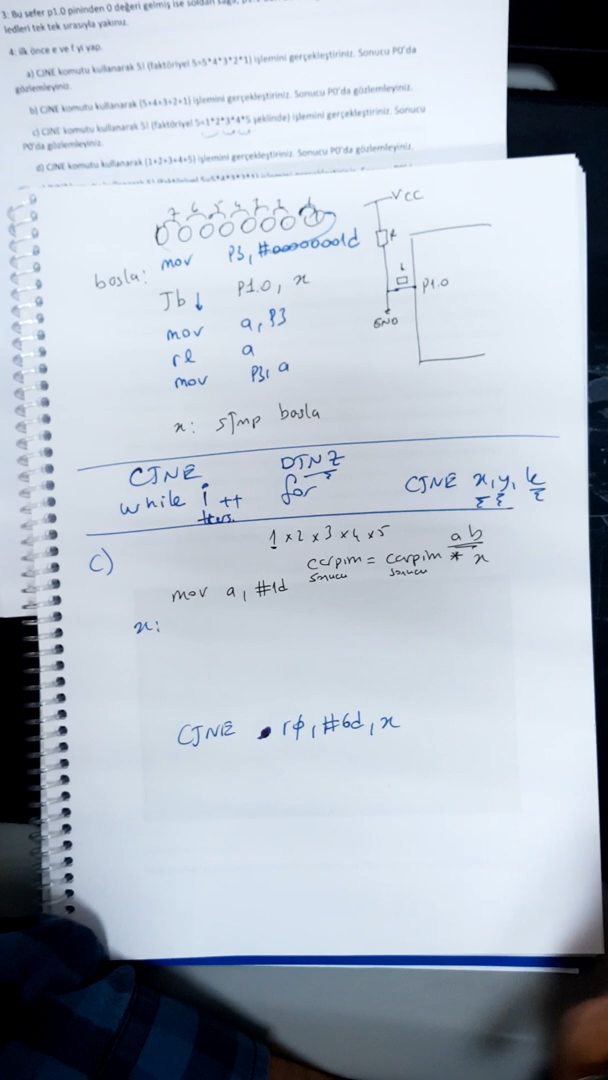 3: Bu sefer p1.0 pininden 0 değeri gelmiş ise soldan sağa,
ledleri tek tek sırasıyla yakınız.
4: ilk önce e ve f yi yap.
a) CJNE komutu kullanarak 5! (faktöriyel 5=5*4*3*2*1) işlemini gerçekleştiriniz. Sonucu P0'da
gözlemleyiniz.
b) CJNE komutu kullanarak (5+4+3+2+1) işlemini gerçekleştiriniz. Sonucu P0'da gözlemleyiniz.
c) CJNE komutu kullanarak 5! (faktöriyel 5=1*2*3*4*5 şeklinde) işlemini gerçekleştiriniz. Sonucu
P0'da gözlemleyiniz.
d) CJNE komutu kullanarak (1+2+3+4+5) işlemini gerçekleştiriniz. Sonucu P0'da gözlemleyiniz.
VCC
R
P1.0
GND
basla: mov P3, #00000001d
Jb P1.0, x
mov a, P3
rl a
mov P3, a
x: sjmp basla
CJNE DJNZ
while i++ for CJNE x, y, k
ters.
C) 1 x 2 x 3 x 4 x 5
ab
carpım = carpım * x
sonucu sonucu
mov a, #1d
x:
CJNE r0, #6d, x